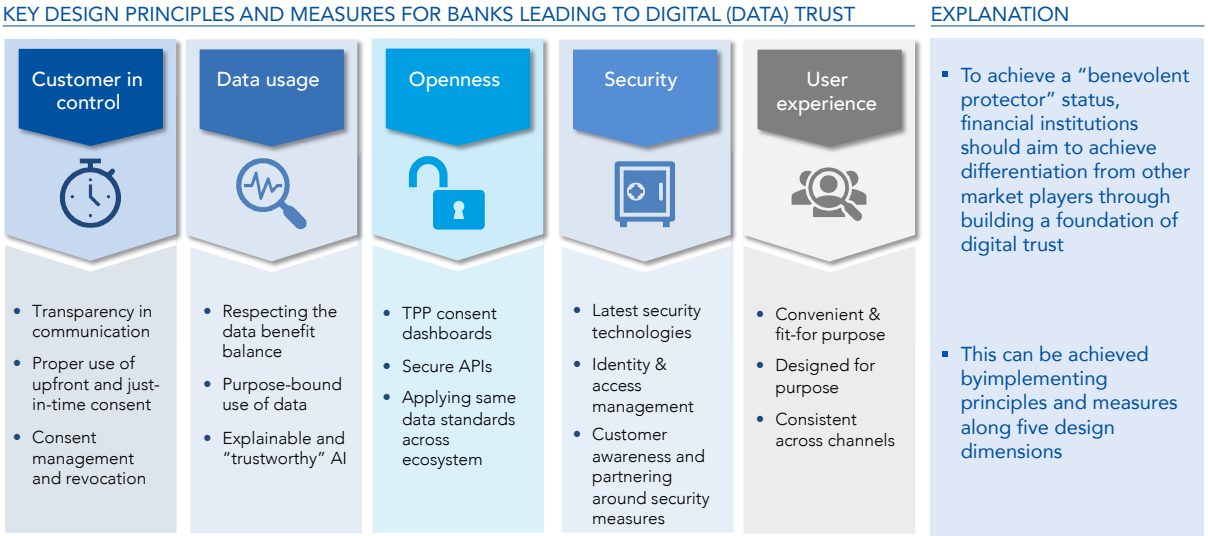 KEY DESIGN PRINCIPLES AND MEASURES FOR BANKS LEADING TO DIGITAL (DATA) TRUST
Customer in
control
• Transparency in
communication
• Proper use of
upfront and just-
in-time consent
• Consent
management
and revocation
Data usage
• Respecting the
data benefit
balance
• Purpose-bound
use of data
• Explainable and
“trustworthy” AI
Openness
• TPP consent
dashboards
• Secure APIs
• Applying same
data standards
across
ecosystem
Security
• Latest security
technologies
• Identity &
access
management
• Customer
awareness and
partnering
around security
measures
User
experience
• Convenient &
fit-for purpose
• Designed for
purpose
• Consistent
across channels
EXPLANATION
▪ To achieve a “benevolent
protector” status,
financial institutions
should aim to achieve
differentiation from other
market players through
building a foundation of
digital trust
▪ This can be achieved
byimplementing
principles and measures
along five design
dimensions